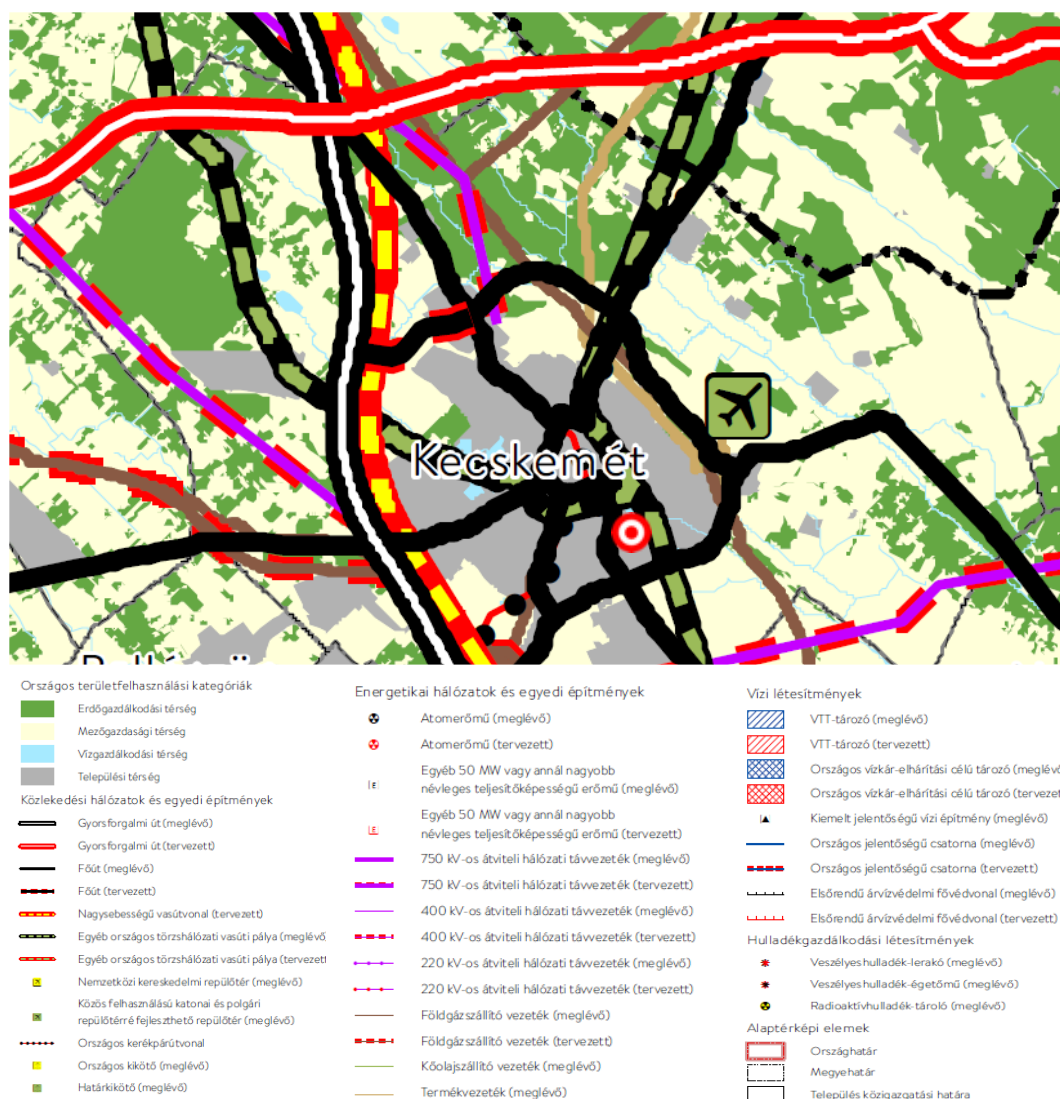 Kecskemét
Országos területfelhasználási kategóriák
Erdőgazdálkodási térség
Mezőgazdasági térség
Vízgazdálkodási térség
Települési térség
Közlekedési hálózatok és egyedi építmények
Gyorsforgalmi út (meglévő)
Gyorsforgalmi út (tervezett)
Főút (meglévő)
Főút (tervezett)
Nagysebességű vasútvonal (tervezett)
Egyéb országos törzshálózati vasúti pálya (meglévő)
Egyéb országos törzshálózati vasúti pálya (tervezett
Nemzetközi kereskedelmi repülőtér (meglévő)
Közös felhasználású katonai és polgári
repülőtérré fejleszthető repülőtér (meglévő)
Országos kerékpárútvonal
Országos kikötő (meglévő)
Határkikötő (meglévő)
Energetikai hálózatok és egyedi építmények
Atomerőmű (meglévő)
Atomerőmű (tervezett)
Egyéb 50 MW vagy annál nagyobb
névleges teljesítőképességű erőmű (meglévő)
Egyéb 50 MW vagy annál nagyobb
névleges teljesítőképességű erőmű (tervezett)
750 kV-os átviteli hálózati távvezeték (meglévő)
750 kV-os átviteli hálózati távvezeték (tervezett)
400 kV-os átviteli hálózati távvezeték (meglévő)
400 kV-os átviteli hálózati távvezeték (tervezett)
220 kV-os átviteli hálózati távvezeték (meglévő)
220 kV-os átviteli hálózati távvezeték (tervezett)
Földgázszállító vezeték (meglévő)
Földgázszállító vezeték (tervezett)
Kőolajszállító vezeték (meglévő)
Termékvezeték (meglévő)
Vízi létesítmények
VTT-tározó (meglévő)
VTT-tározó (tervezett)
Országos vízkár-elhárítási célú tározó (meglévő
Országos vízkár-elhárítási célú tározó (tervezet
Kiemelt jelentőségű vízi építmény (meglévő)
Országos jelentőségű csatorna (meglévő)
Országos jelentőségű csatorna (tervezett)
Elsőrendű árvízvédelmi fővédvonal (meglévő)
Elsőrendű árvízvédelmi fővédvonal (tervezett)
Hulladékgazdálkodási létesítmények
Veszélyeshulladék-lerakó (meglévő)
Veszélyeshulladék-égetőmű (meglévő)
Radioaktívhulladék-tároló (meglévő)
Alaptérképi elemek
Országhatár
Megyehatár
Település közigazgatási határa